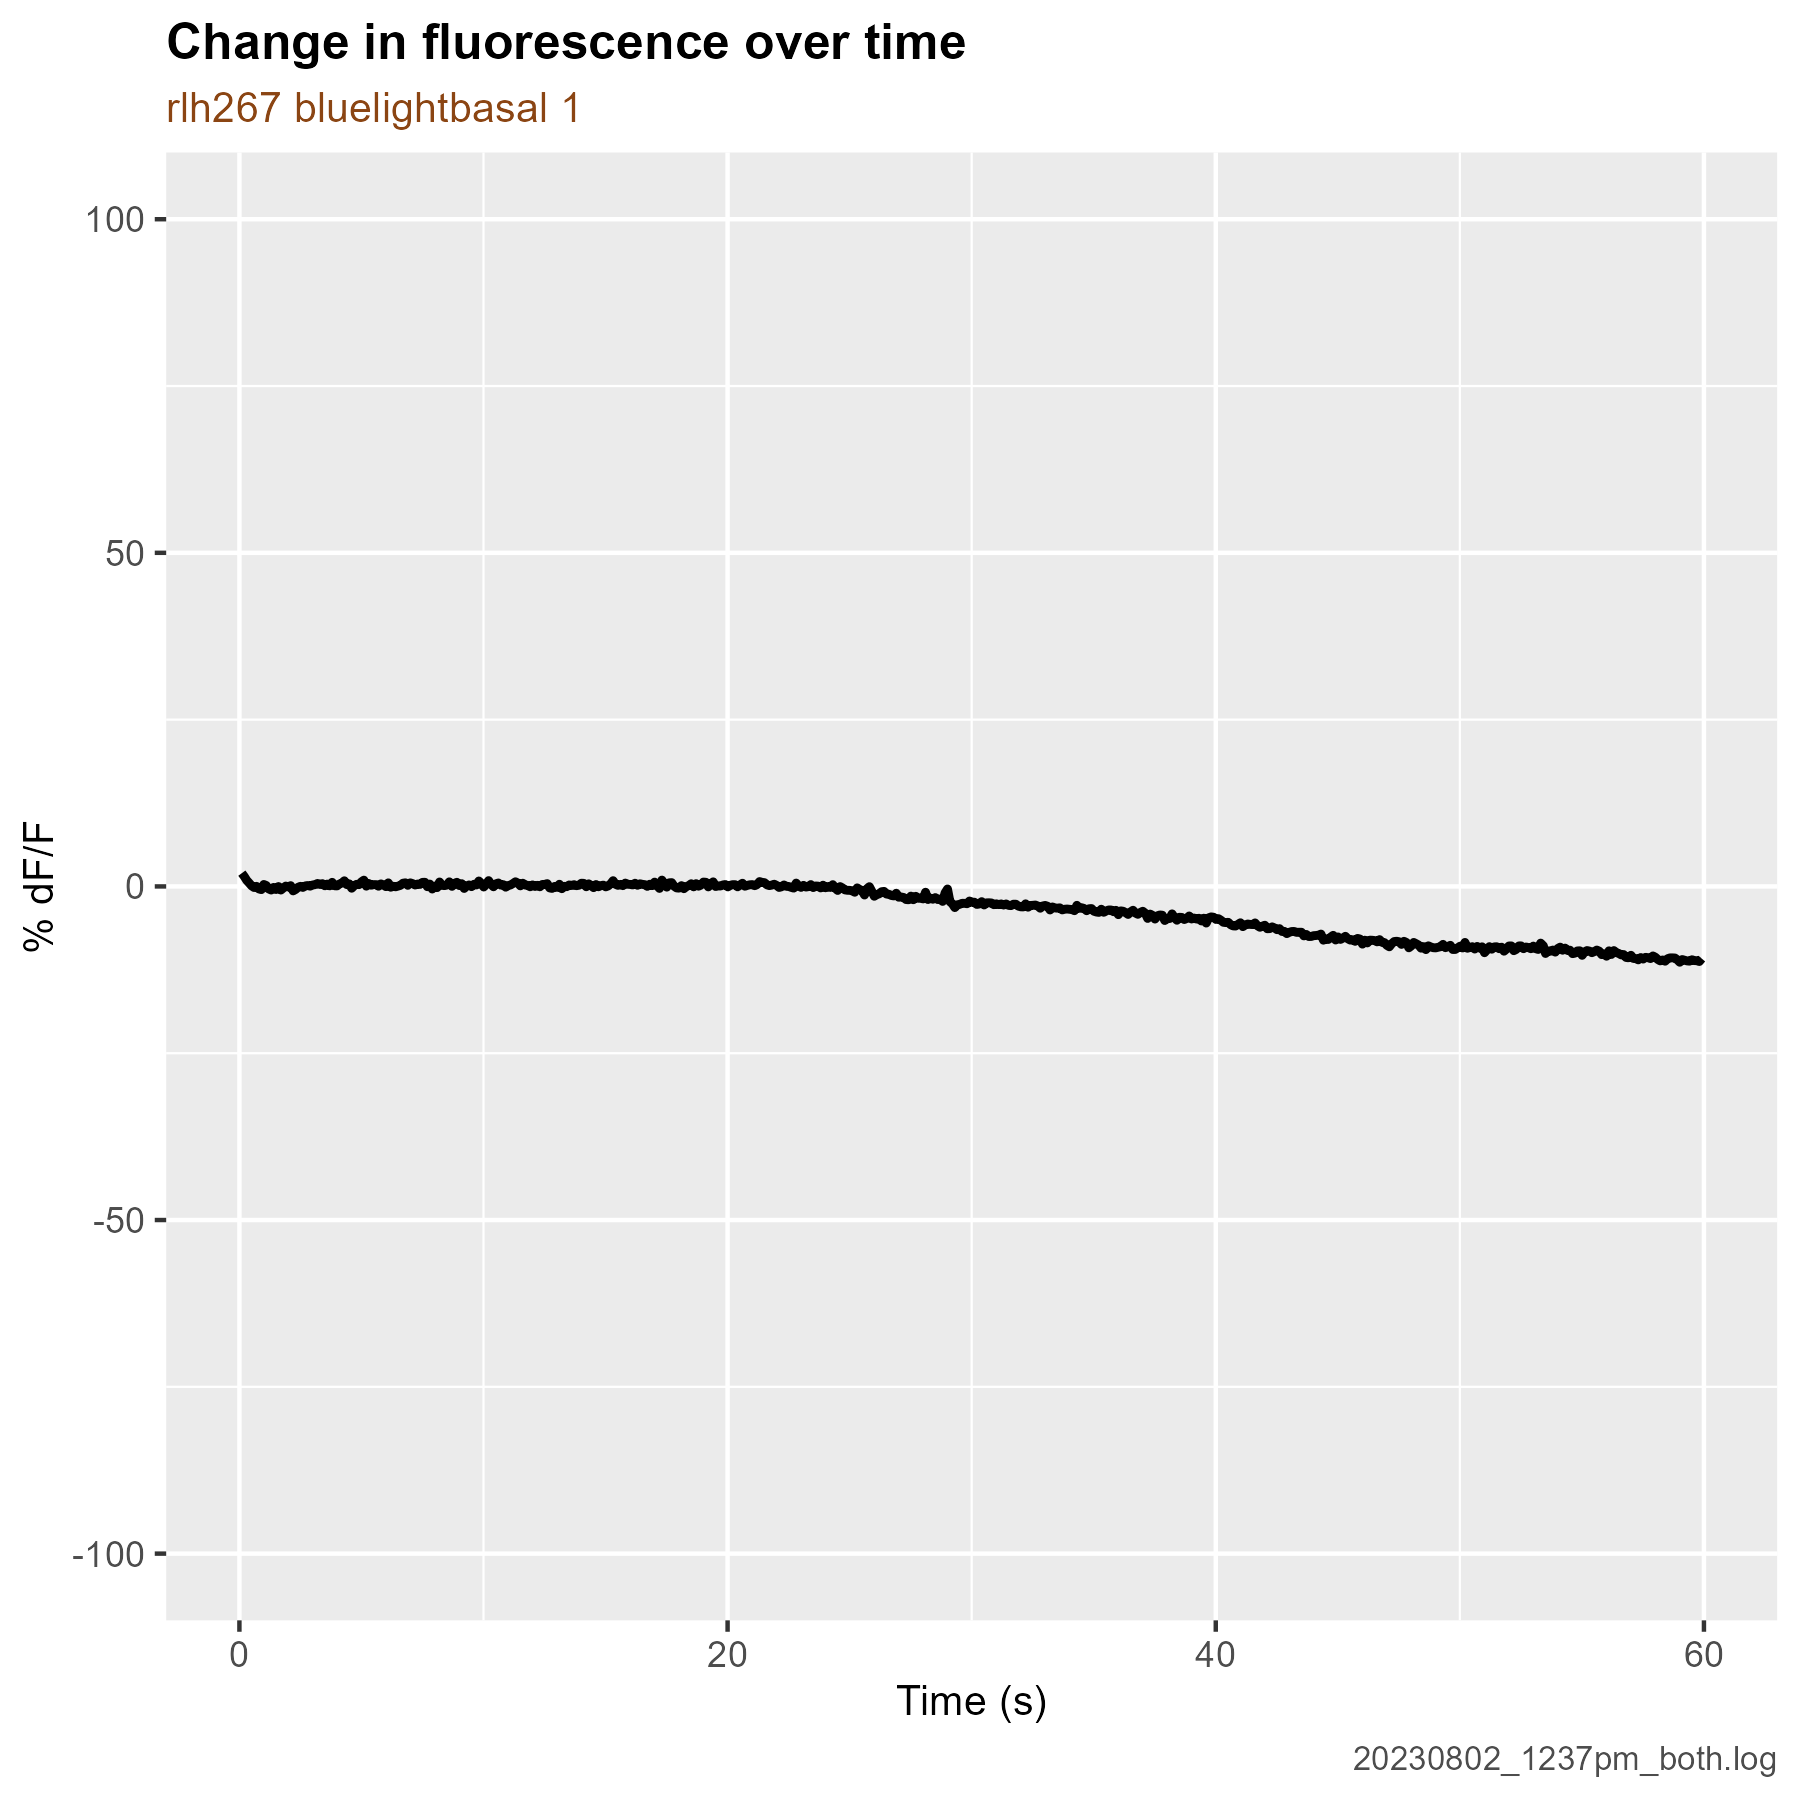 Change in fluorescence over time
rlh267 bluelightbasal 1
100
50
0
-50
-100
% dF/F
0 20 40 60
Time (s)
20230802_1237pm_both.log